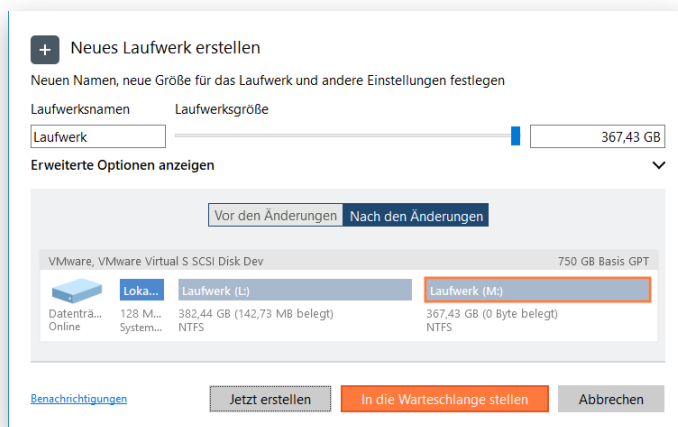 Neues Laufwerk erstellen
Neuen Namen, neue Größe für das Laufwerk und andere Einstellungen festlegen
Laufwerksnamen Laufwerksgröße
Laufwerk 367,43 GB
Erweiterte Optionen anzeigen
Vor den Änderungen Nach den Änderungen
VMware, VMware Virtual S SCSI Disk Dev 750 GB Basis GPT
Loka... Laufwerk (L:) Laufwerk (M:)
Datenträ... 128 M... 382,44 GB (142,73 MB belegt) 367,43 GB (0 Byte belegt)
Online System... NTFS NTFS
Benachrichtigungen Jetzt erstellen In die Warteschlange stellen Abbrechen